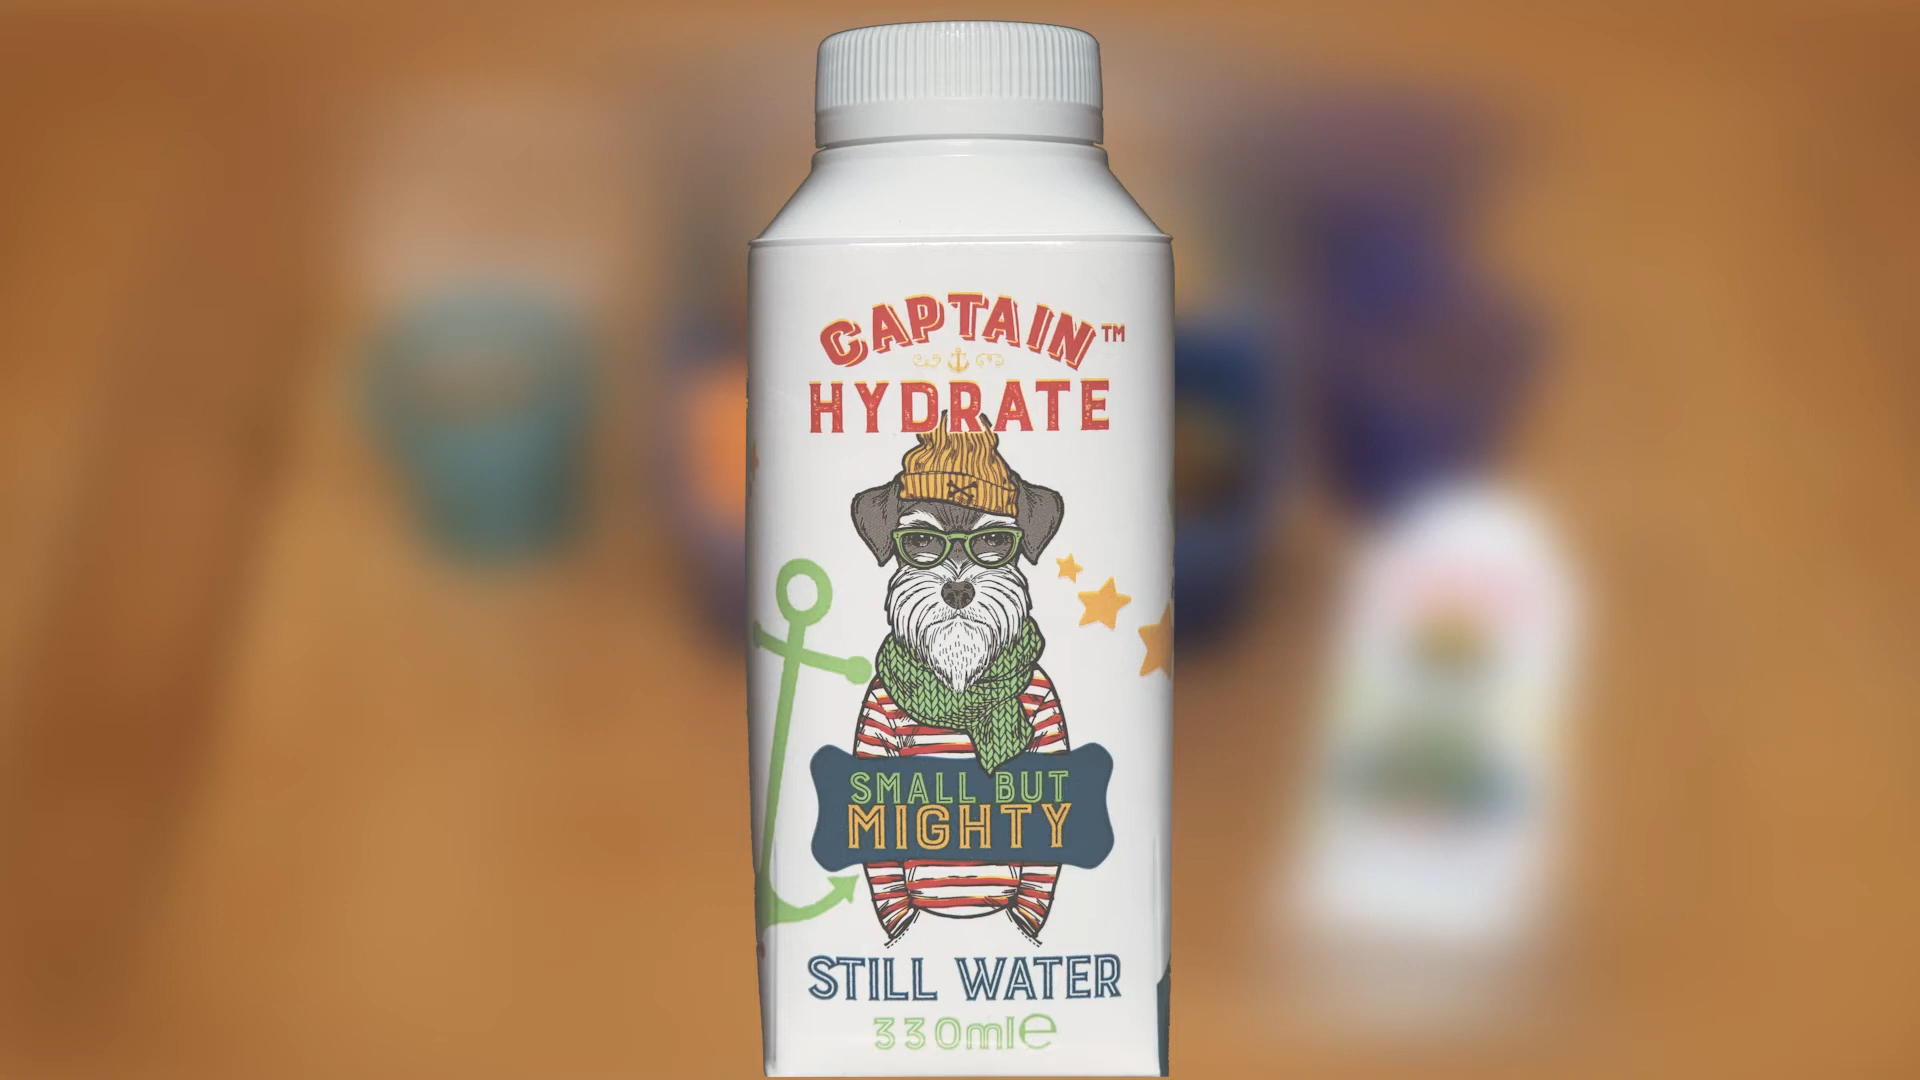 CAPTAIN™
HYDRATE
SMALL BUT
MIGHTY
STILL WATER
330ml℮